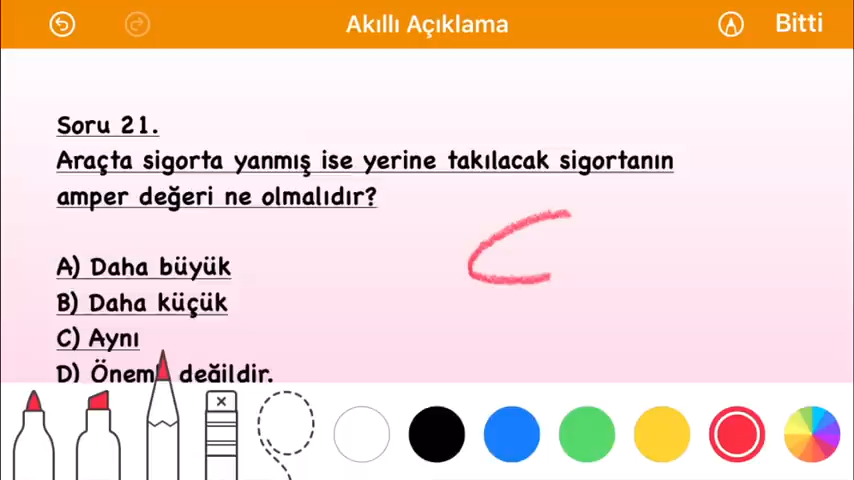 Akıllı Açıklama
Bitti
Soru 21.
Araçta sigorta yanmış ise yerine takılacak sigortanın
amper değeri ne olmalıdır?
C
A) Daha büyük
B) Daha küçük
C) Aynı
D) Önemli değildir.